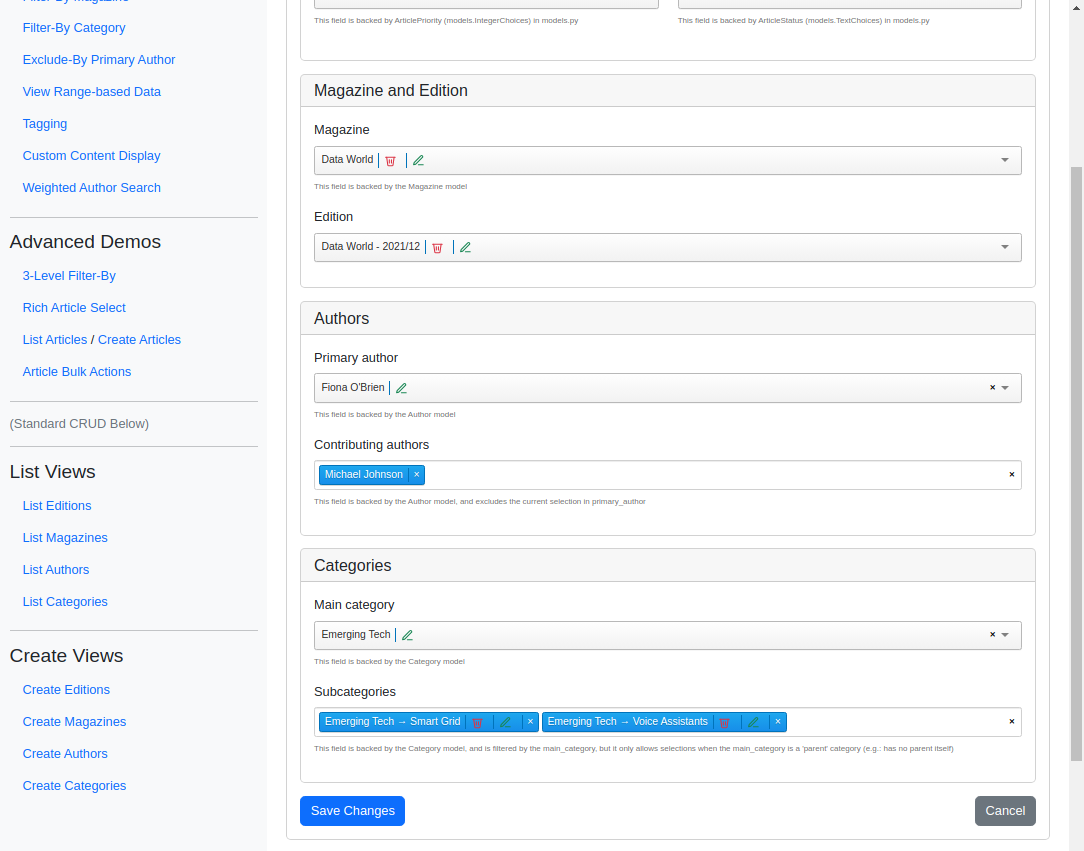 Filter-By Category
Exclude-By Primary Author
View Range-based Data
Tagging
Custom Content Display
Weighted Author Search
Advanced Demos
3-Level Filter-By
Rich Article Select
List Articles / Create Articles
Article Bulk Actions
(Standard CRUD Below)
List Views
List Editions
List Magazines
List Authors
List Categories
Create Views
Create Editions
Create Magazines
Create Authors
Create Categories
This field is backed by ArticlePriority (models.IntegerChoices) in models.py
This field is backed by ArticleStatus (models.TextChoices) in models.py
Magazine and Edition
Magazine
Data World
This field is backed by the Magazine model
Edition
Data World - 2021/12
Authors
Primary author
Fiona O'Brien ×
This field is backed by the Author model
Contributing authors
Michael Johnson × ×
This field is backed by the Author model, and excludes the current selection in primary_author
Categories
Main category
Emerging Tech ×
This field is backed by the Category model
Subcategories
Emerging Tech → Smart Grid × Emerging Tech → Voice Assistants × ×
This field is backed by the Category model, and is filtered by the main_category, but it only allows selections when the main_category is a 'parent' category (e.g.: has no parent itself)
Save Changes
Cancel